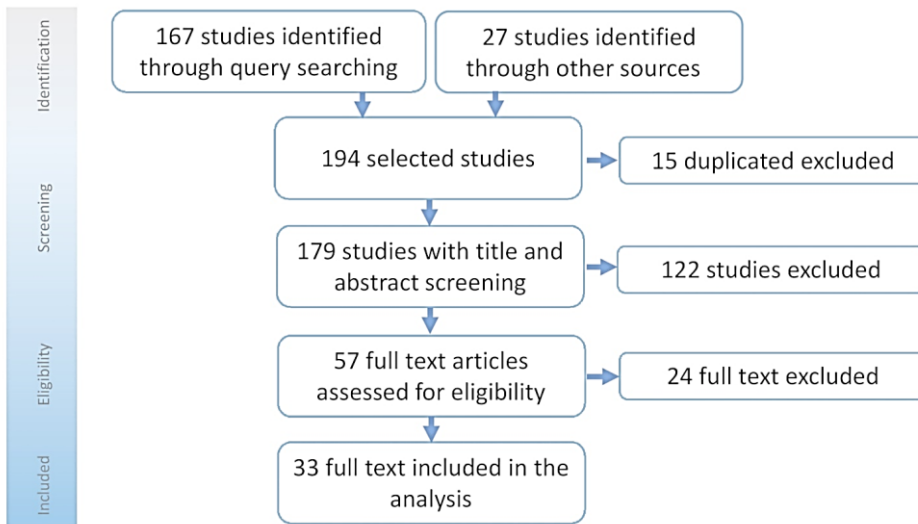 Identification
167 studies identified
through query searching
27 studies identified
through other sources
194 selected studies
15 duplicated excluded
Screening
179 studies with title and
abstract screening
122 studies excluded
Eligibility
57 full text articles
assessed for eligibility
24 full text excluded
Included
33 full text included in the
analysis